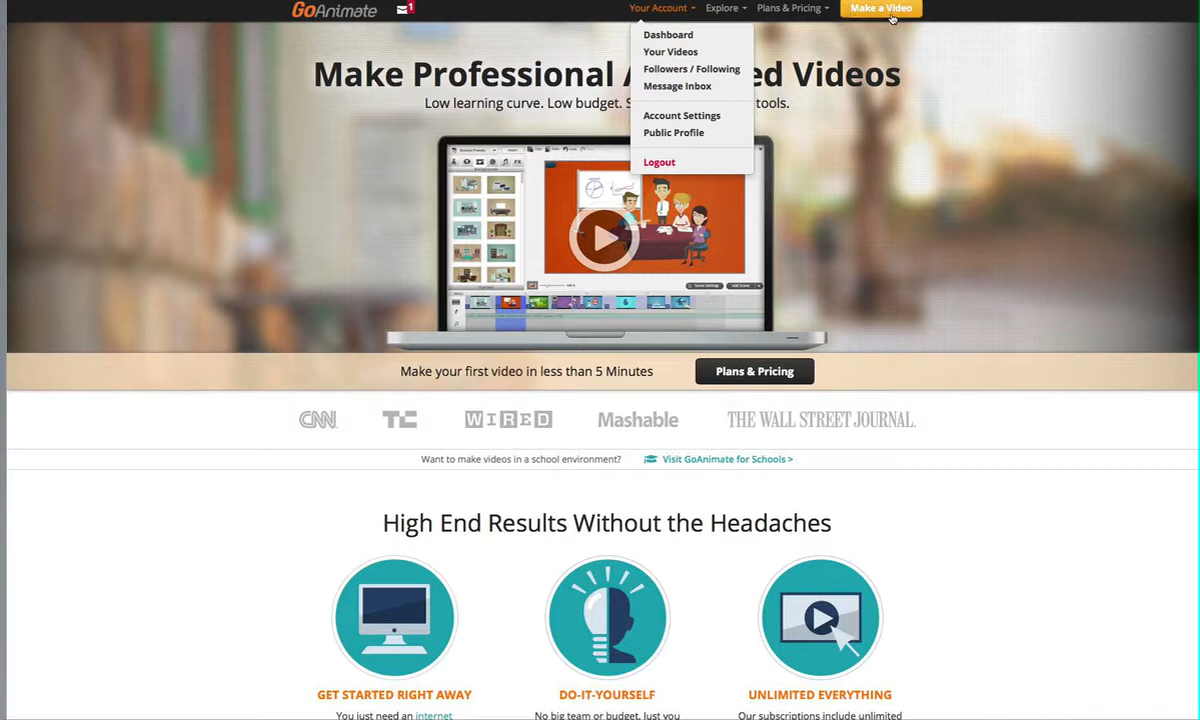 GoAnimate
1
Your Account
Explore
Plans & Pricing
Make a Video
Dashboard
Your Videos
Followers / Following
Message Inbox
Account Settings
Public Profile
Logout
Make Professional A ed Videos
Low learning curve. Low budget. S tools.
Make your first video in less than 5 Minutes
Plans & Pricing
CNN
TC
WIRED
Mashable
THE WALL STREET JOURNAL.
Want to make videos in a school environment?
Visit GoAnimate for Schools >
High End Results Without the Headaches
GET STARTED RIGHT AWAY
DO-IT-YOURSELF
UNLIMITED EVERYTHING
You just need an internet
No big team or budget. Just you
Our subscriptions include unlimited